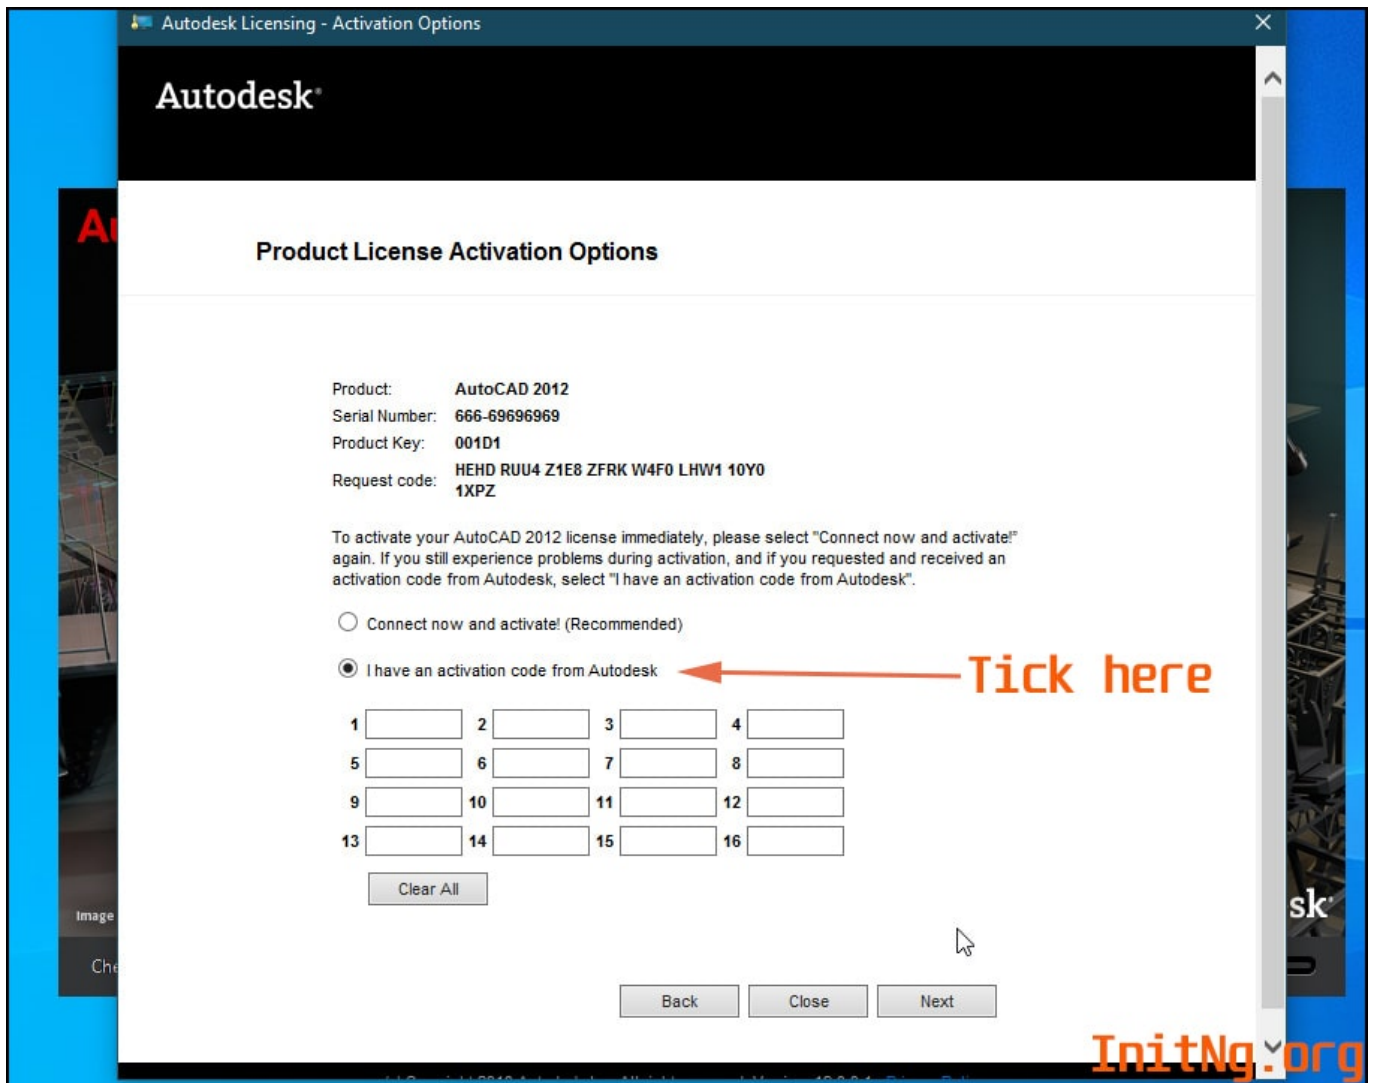 Autodesk Licensing - Activation Options
Autodesk
Product License Activation Options
Product: AutoCAD 2012
Serial Number: 666-69696969
Product Key: 001D1
Request code: HEHD RUU4 Z1E8 ZFRK W4F0 LHW1 10Y0
1XPZ
To activate your AutoCAD 2012 license immediately, please select "Connect now and activate!"
again. If you still experience problems during activation, and if you requested and received an
activation code from Autodesk, select "I have an activation code from Autodesk".
Connect now and activate! (Recommended)
I have an activation code from Autodesk
Tick here
1 2 3 4
5 6 7 8
9 10 11 12
13 14 15 16
Clear All
Image
sk
Back Close Next
InitNg.org